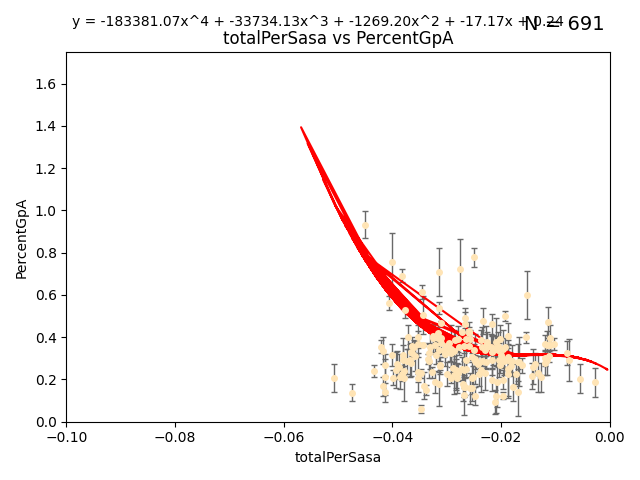 y = -183381.07x^4 + -33734.13x^3 + -1269.20x^2 + -17.17x + 0.24
N = 691
totalPerSasa vs PercentGpA
PercentGpA
1.6
1.4
1.2
1.0
0.8
0.6
0.4
0.2
0.0
−0.10 −0.08 −0.06 −0.04 −0.02 0.00
totalPerSasa